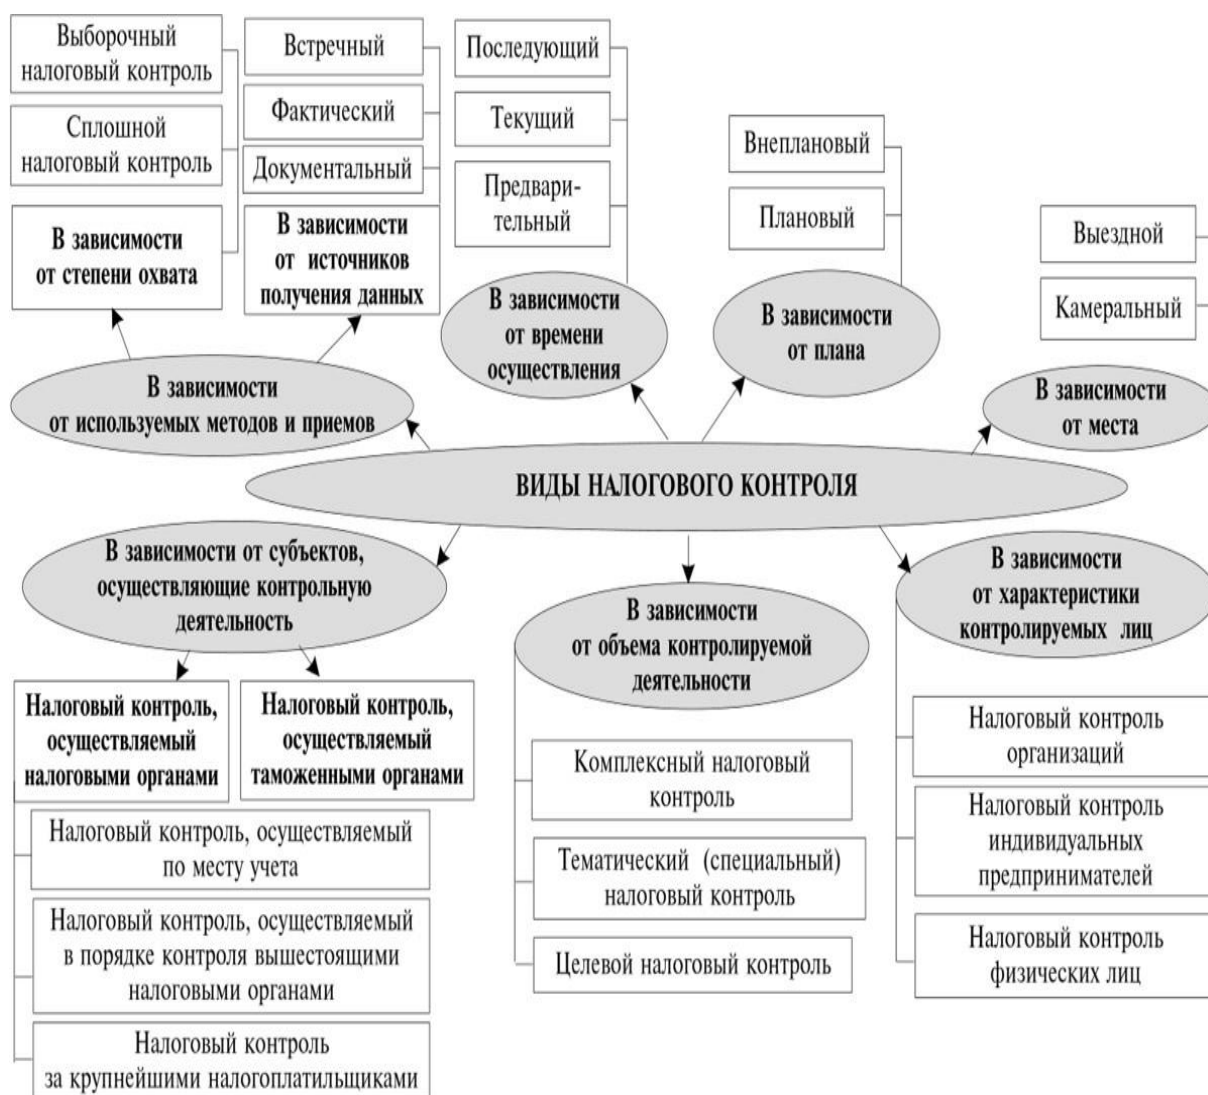 Выборочный
налоговый контроль
Сплошной
налоговый контроль
В зависимости
от степени охвата
Встречный
Фактический
Документальный
В зависимости
от источников
получения данных
Последующий
Текущий
Предвари-
тельный
В зависимости
от времени
осуществления
Внеплановый
Плановый
В зависимости
от плана
Выездной
Камеральный
В зависимости
от места
В зависимости
от используемых методов и приемов
ВИДЫ НАЛОГОВОГО КОНТРОЛЯ
В зависимости от субъектов,
осуществляющие контрольную
деятельность
Налоговый контроль,
осуществляемый
налоговыми органами
Налоговый контроль,
осуществляемый
таможенными органами
Налоговый контроль, осуществляемый
по месту учета
Налоговый контроль, осуществляемый
в порядке контроля вышестоящими
налоговыми органами
Налоговый контроль
за крупнейшими налогоплатильщиками
В зависимости
от объема контролируемой
деятельности
Комплексный налоговый
контроль
Тематический (специальный)
налоговый контроль
Целевой налоговый контроль
В зависимости
от характеристики
контролируемых лиц
Налоговый контроль
организаций
Налоговый контроль
индивидуальных
предпринимателей
Налоговый контроль
физических лиц